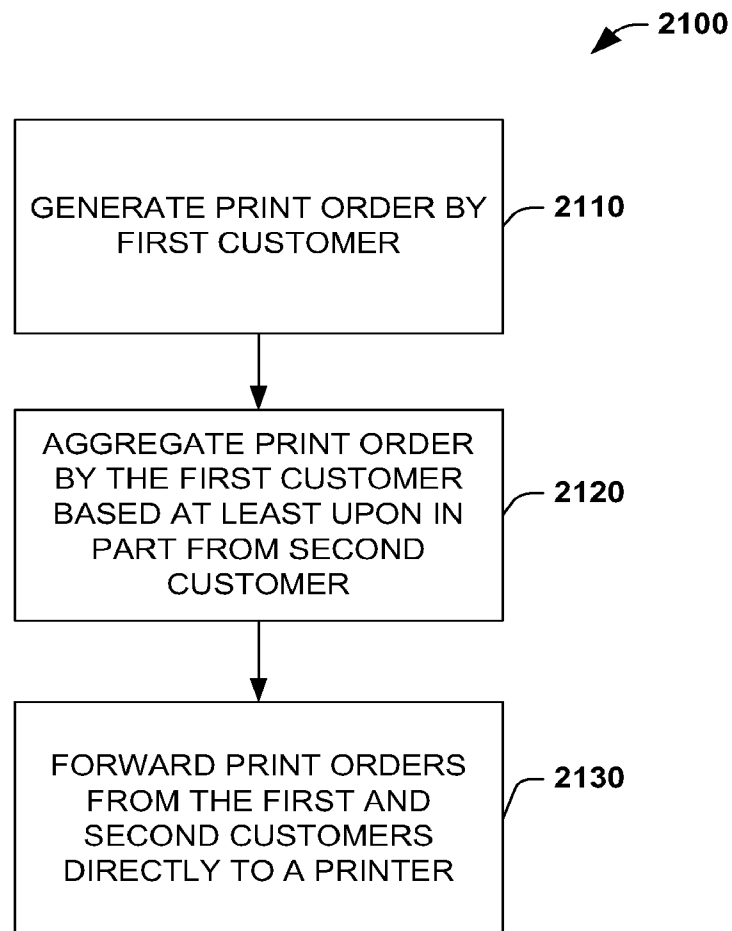 2100
GENERATE PRINT ORDER BY
FIRST CUSTOMER
2110
AGGREGATE PRINT ORDER
BY THE FIRST CUSTOMER
BASED AT LEAST UPON IN
PART FROM SECOND
CUSTOMER
2120
FORWARD PRINT ORDERS
FROM THE FIRST AND
SECOND CUSTOMERS
DIRECTLY TO A PRINTER
2130